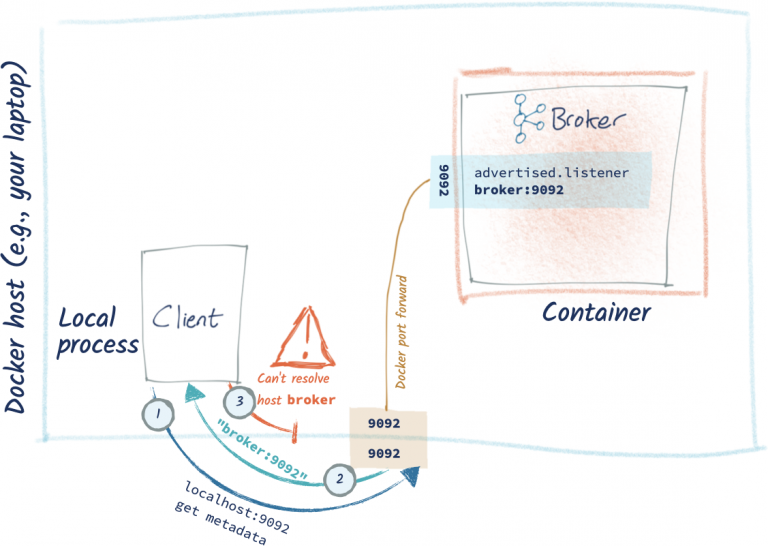 Docker host (e.g., your laptop)
Broker
9092
advertised.listener
broker:9092
Container
Local
process
Client
Docker port forward
Can't resolve
host broker
1
2
3
9092
9092
"broker:9092"
localhost:9092
get metadata